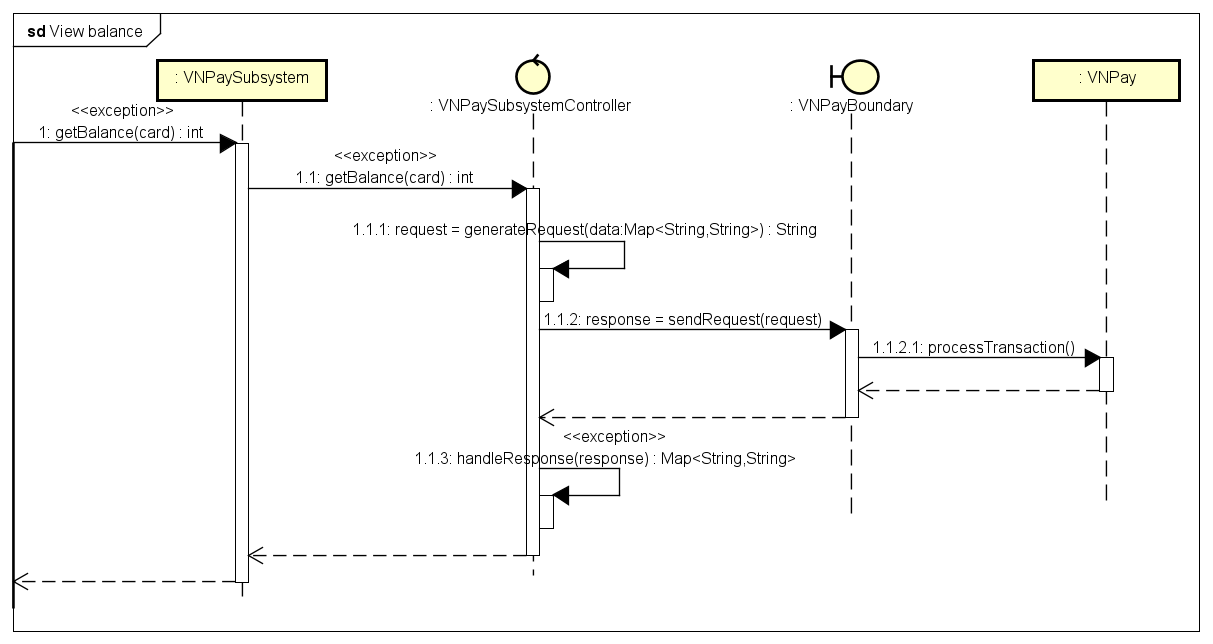 sd View balance
: VNPaySubsystem
: VNPaySubsystemController
: VNPayBoundary
: VNPay
<<exception>>
1: getBalance(card) : int
<<exception>>
1.1: getBalance(card) : int
1.1.1: request = generateRequest(data:Map<String,String>) : String
1.1.2: response = sendRequest(request)
1.1.2.1: processTransaction()
<<exception>>
1.1.3: handleResponse(response) : Map<String,String>